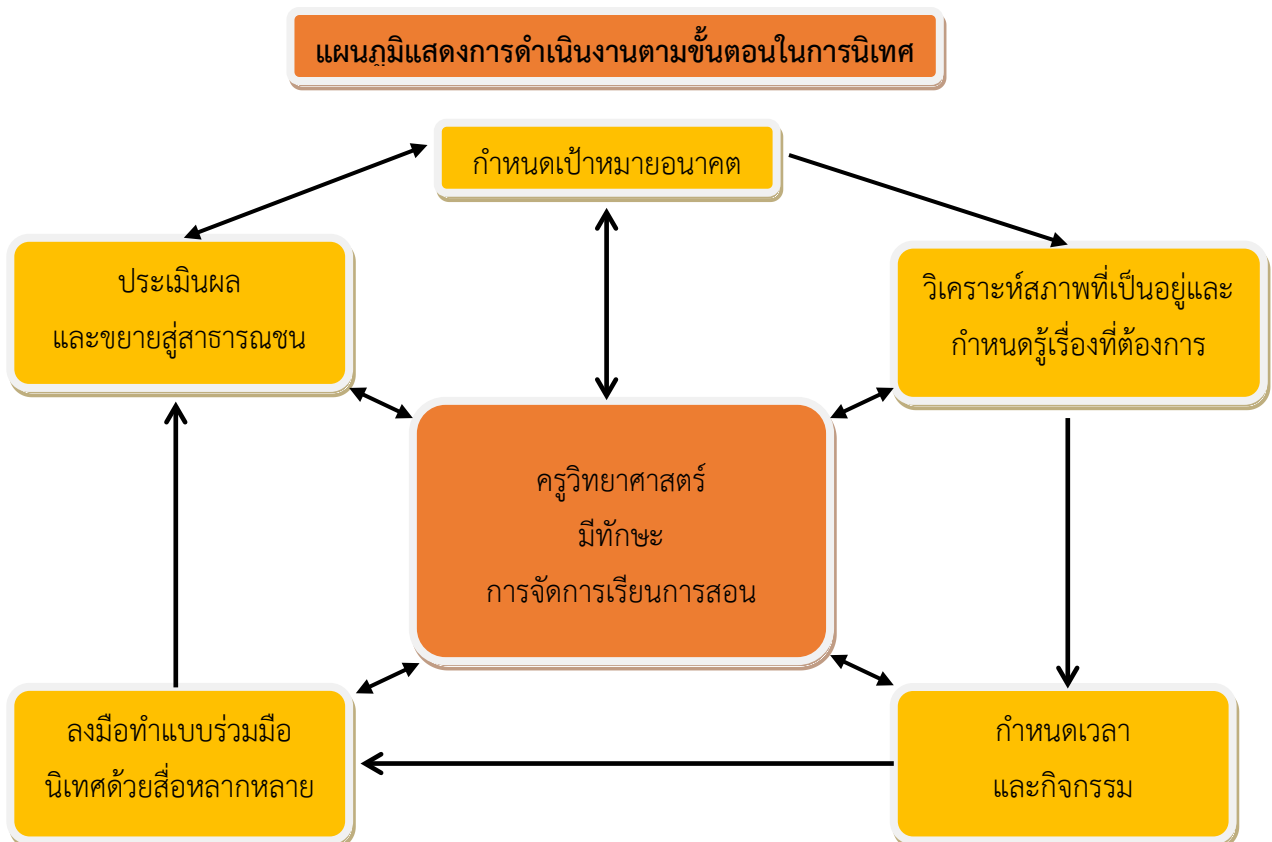 แผนภูมิแสดงการดำเนินงานตามขั้นตอนในการนิเทศ
กำหนดเป้าหมายอนาคต
ประเมินผล
และขยายสู่สาธารณชน
วิเคราะห์สภาพที่เป็นอยู่และ
กำหนดรู้เรื่องที่ต้องการ
ครูวิทยาศาสตร์
มีทักษะ
การจัดการเรียนการสอน
ลงมือทำแบบร่วมมือ
นิเทศด้วยสื่อหลากหลาย
กำหนดเวลา
และกิจกรรม